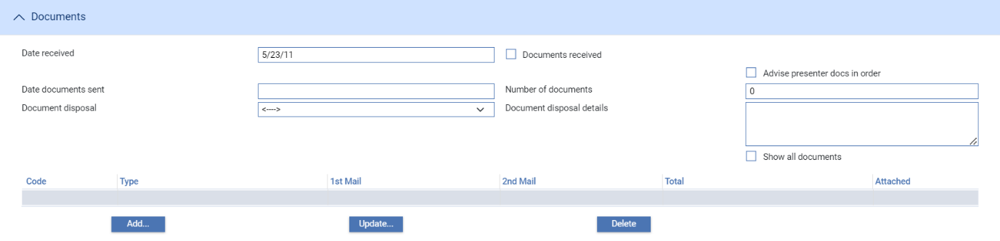 Documents
Date received 5/23/11 Documents received
Advise presenter docs in order
Date documents sent Number of documents 0
Document disposal <----> Document disposal details
Show all documents
Code Type 1st Mail 2nd Mail Total Attached
Add... Update... Delete